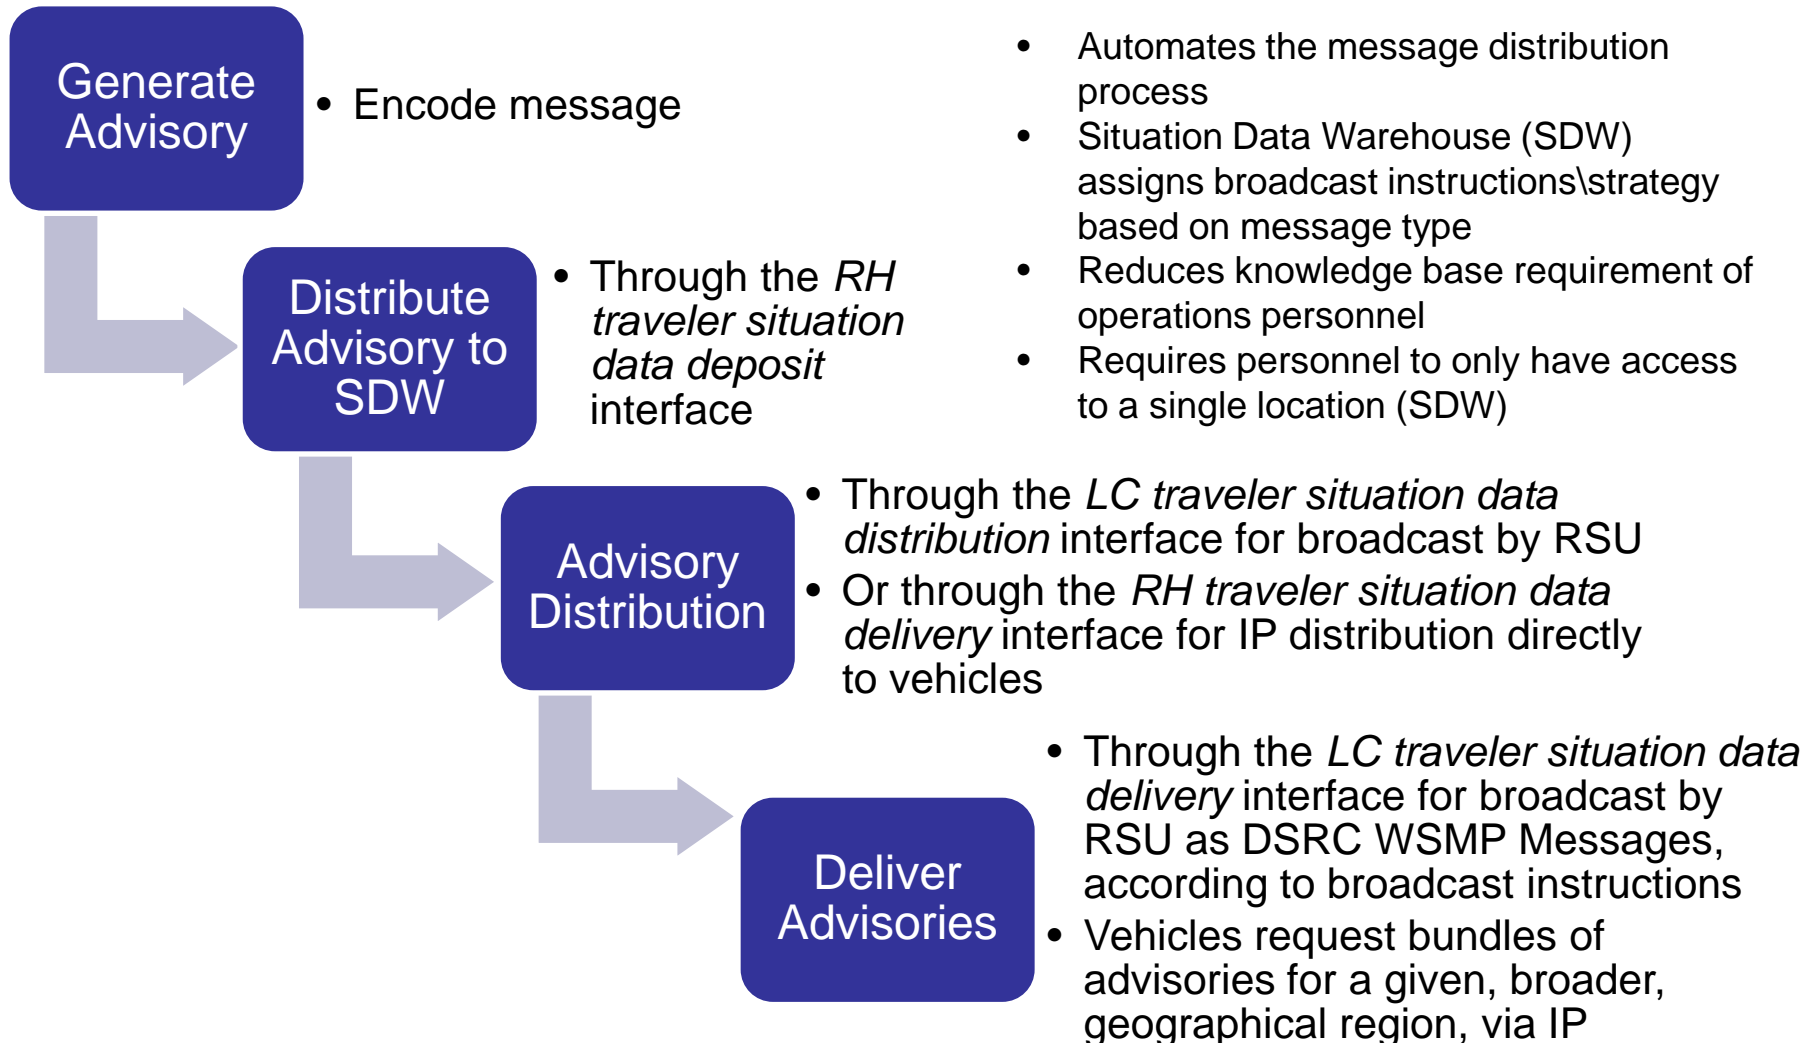 Generate
Advisory
• Encode message
• Automates the message distribution
process
• Situation Data Warehouse (SDW)
assigns broadcast instructions\strategy
based on message type
• Reduces knowledge base requirement of
operations personnel
• Requires personnel to only have access
to a single location (SDW)
Distribute
Advisory to
SDW
• Through the RH
traveler situation
data deposit
interface
Advisory
Distribution
• Through the LC traveler situation data
distribution interface for broadcast by RSU
• Or through the RH traveler situation data
delivery interface for IP distribution directly
to vehicles
Deliver
Advisories
• Through the LC traveler situation data
delivery interface for broadcast by
RSU as DSRC WSMP Messages,
according to broadcast instructions
• Vehicles request bundles of
advisories for a given, broader,
geographical region, via IP